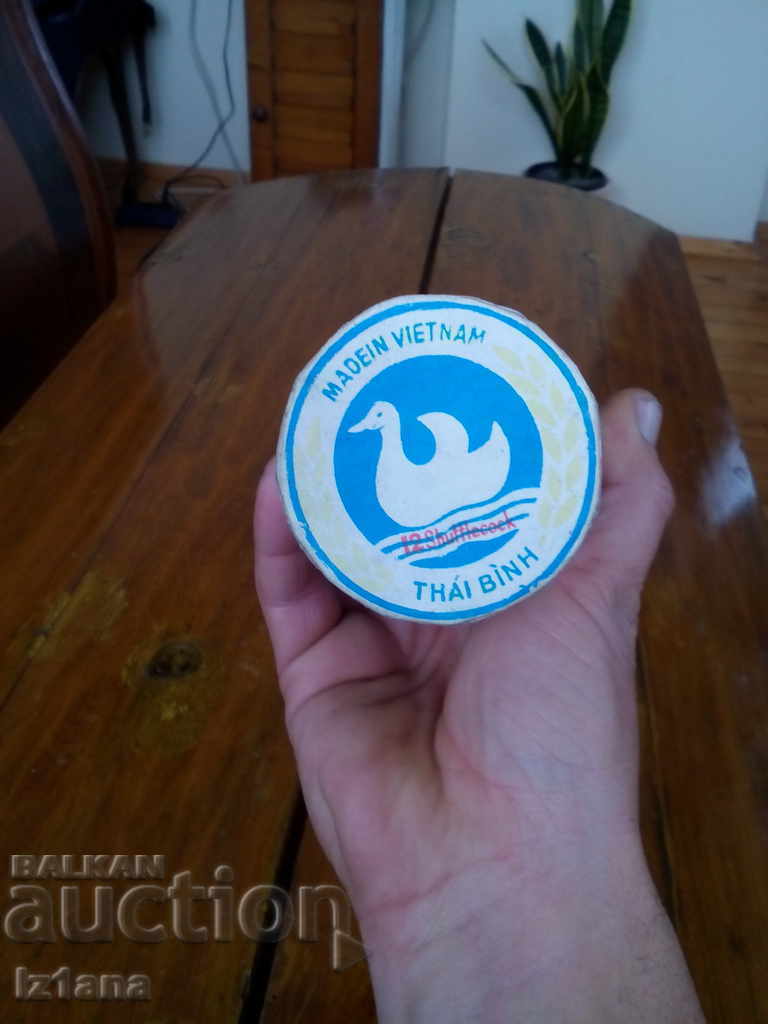 MADEIN VIETNAM
12 Shuttlecock
THÁI BÌNH
BALKAN
auction
Iz1ana